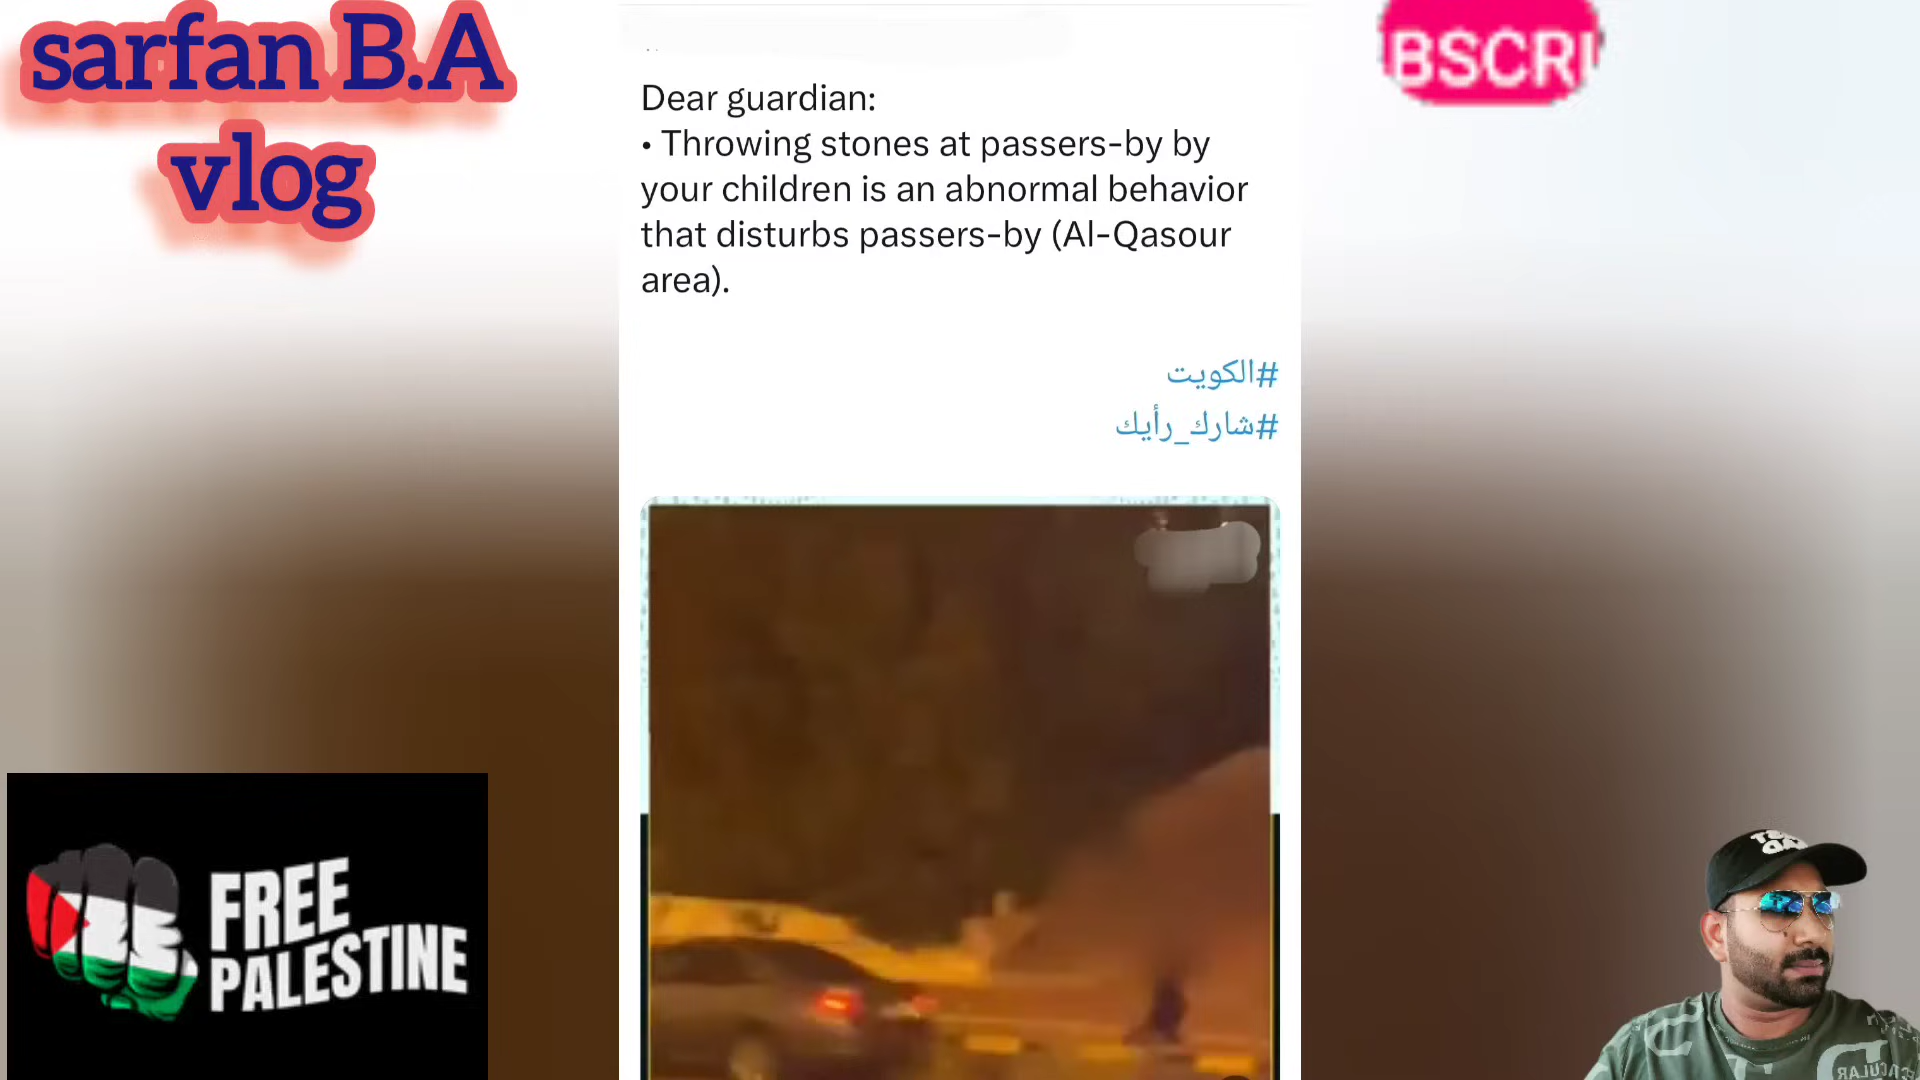 sarfan B.A
vlog
BSCRI
Dear guardian:
• Throwing stones at passers-by by
your children is an abnormal behavior
that disturbs passers-by (Al-Qasour
area).
#الكويت
#شارك_رأيك
FREE
PALESTINE